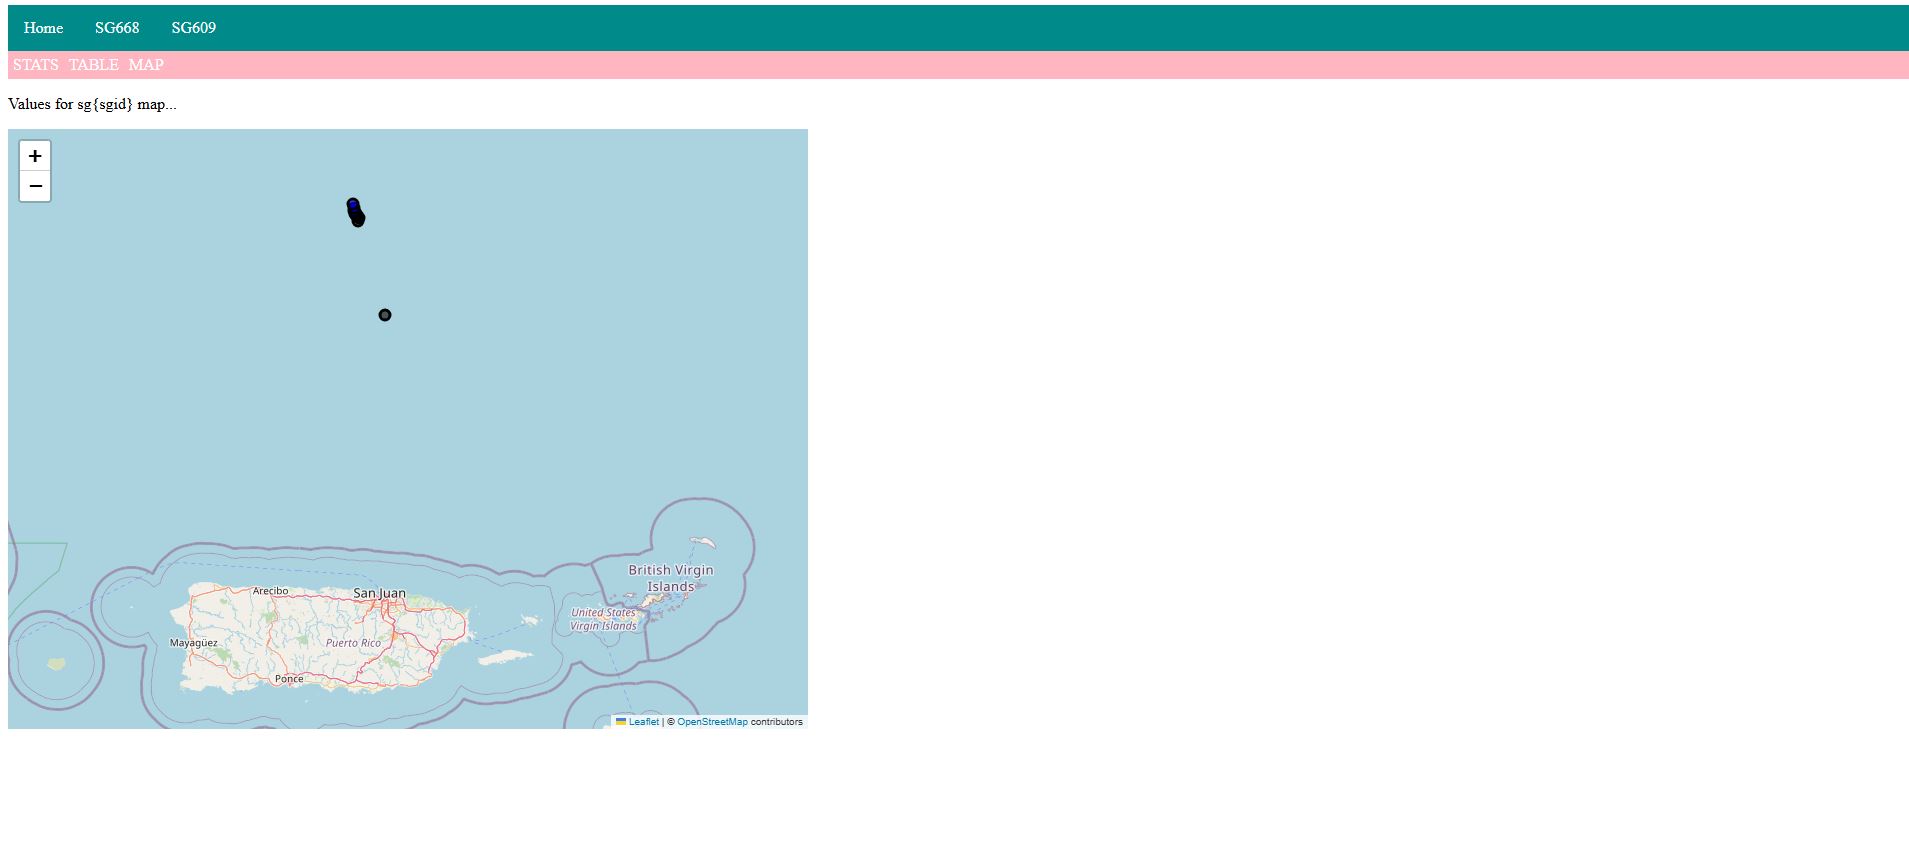 Home SG668 SG609
STATS TABLE MAP
Values for sg{sgid} map...
+
−
British Virgin
Islands
Arecibo
San Juan
United States
Virgin Islands
Mayagüez
Puerto Rico
Ponce
Leaflet | © OpenStreetMap contributors